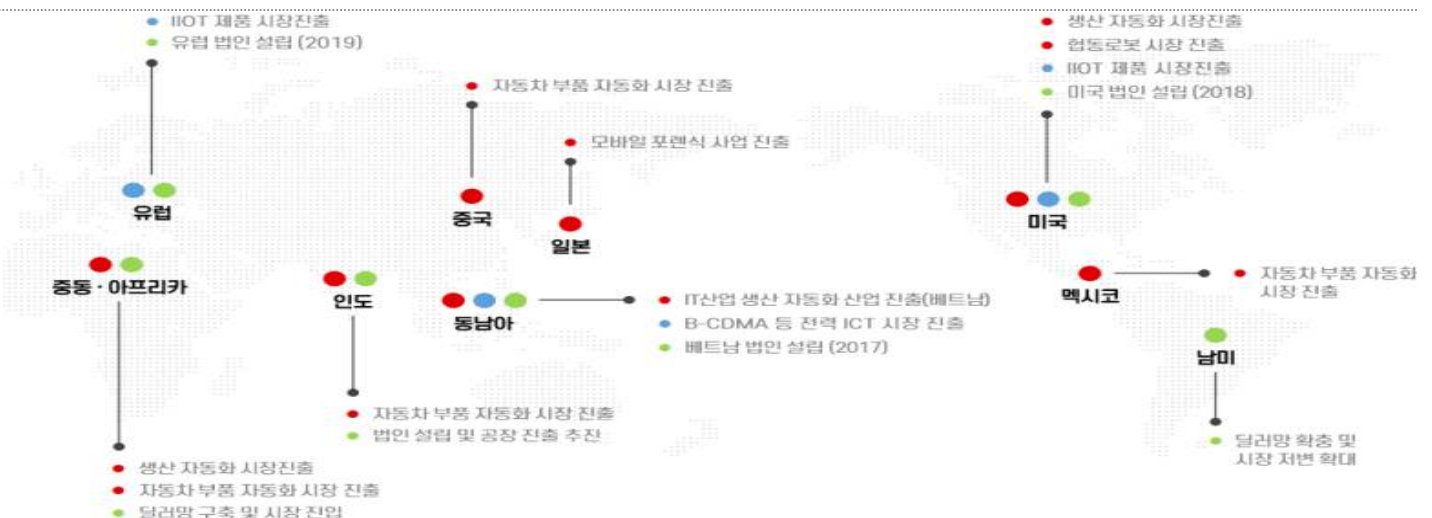 IIOT 제품 시장진출
유럽 법인 설립 (2019)
유럽
자동차 부품 자동화 시장 진출
중국
모바일 포렌식 사업 진출
일본
생산 자동화 시장진출
협동로봇 시장 진출
IIOT 제품 시장진출
미국 법인 설립 (2018)
미국
중동 · 아프리카
생산 자동화 시장진출
자동차 부품 자동화 시장 진출
딜러망 구축 및 시장 진입
인도
자동차 부품 자동화 시장 진출
법인 설립 및 공장 진출 추진
동남아
IT산업 생산 자동화 산업 진출(베트남)
B-CDMA 등 전력 ICT 시장 진출
베트남 법인 설립 (2017)
멕시코
자동차 부품 자동화
시장 진출
남미
딜러망 확충 및
시장 저변 확대